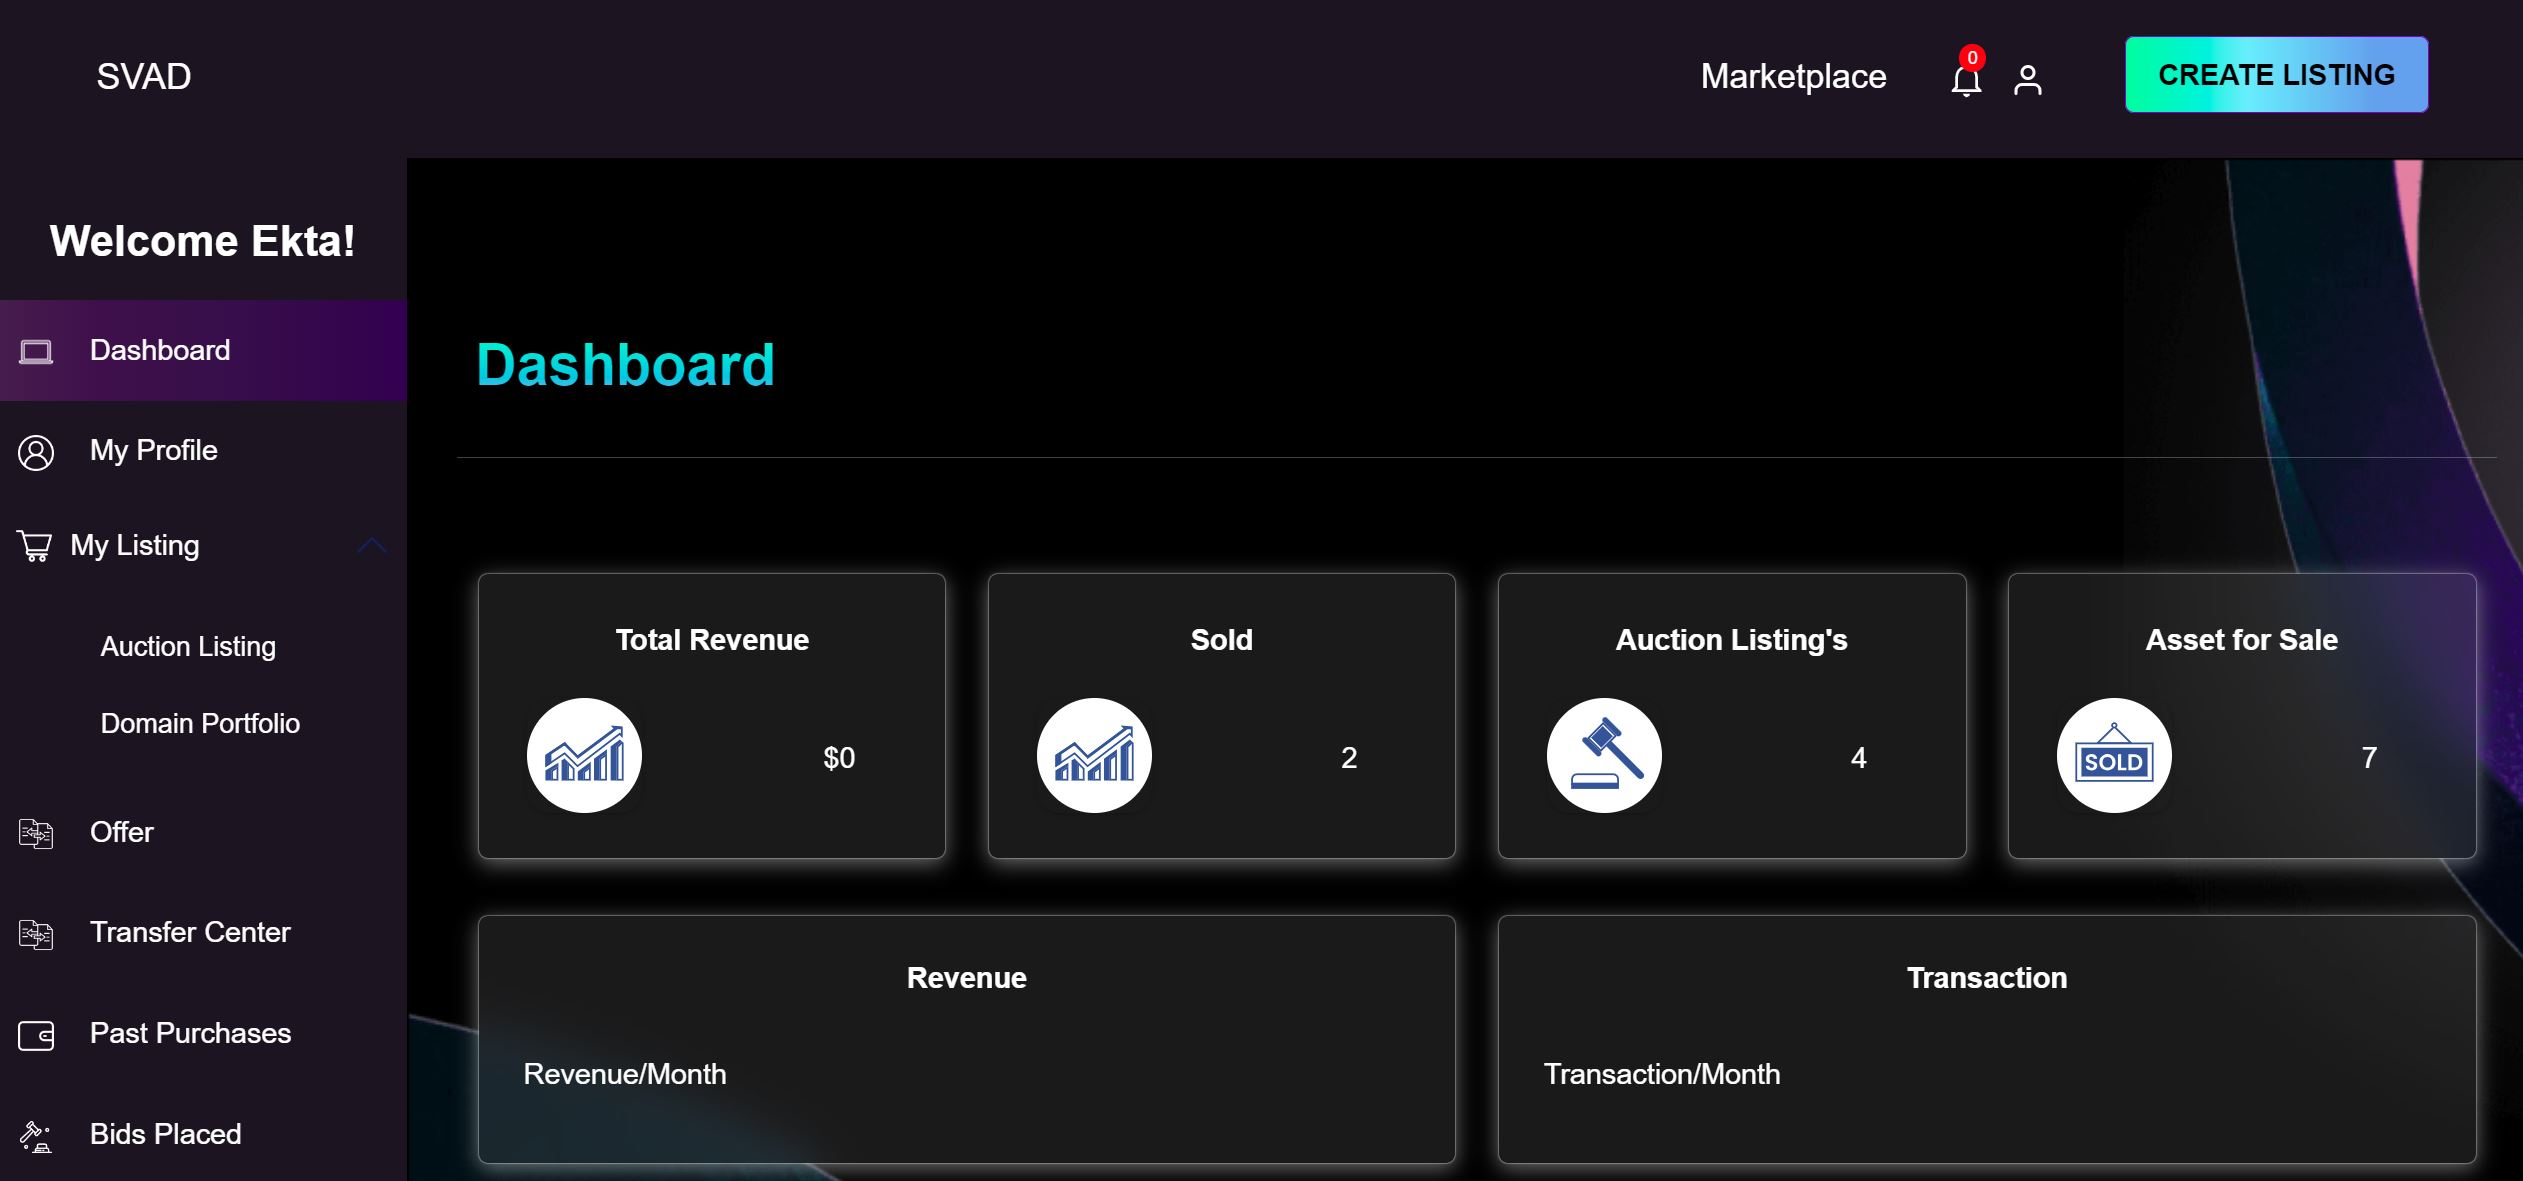 SVAD
Marketplace
0
CREATE LISTING
Welcome Ekta!
Dashboard
My Profile
My Listing
Auction Listing
Domain Portfolio
Offer
Transfer Center
Past Purchases
Bids Placed
Dashboard
Total Revenue
$0
Sold
2
Auction Listing's
4
Asset for Sale
SOLD
7
Revenue
Revenue/Month
Transaction
Transaction/Month